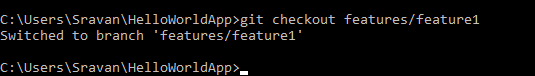 C:\Users\Sravan\HelloWorldApp>git checkout features/feature1
Switched to branch 'features/feature1'
C:\Users\Sravan\HelloWorldApp>